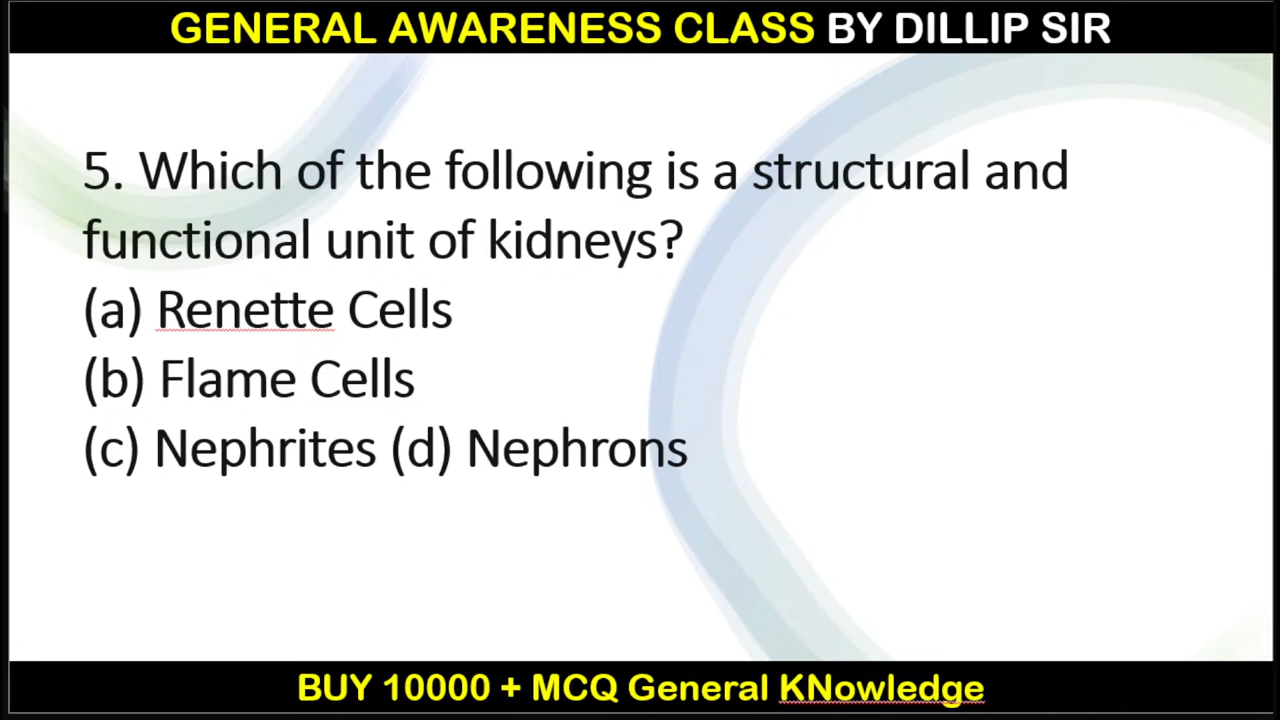 GENERAL AWARENESS CLASS BY DILLIP SIR
5. Which of the following is a structural and
functional unit of kidneys?
(a) Renette Cells
(b) Flame Cells
(c) Nephrites (d) Nephrons
BUY 10000 + MCQ General KNowledge